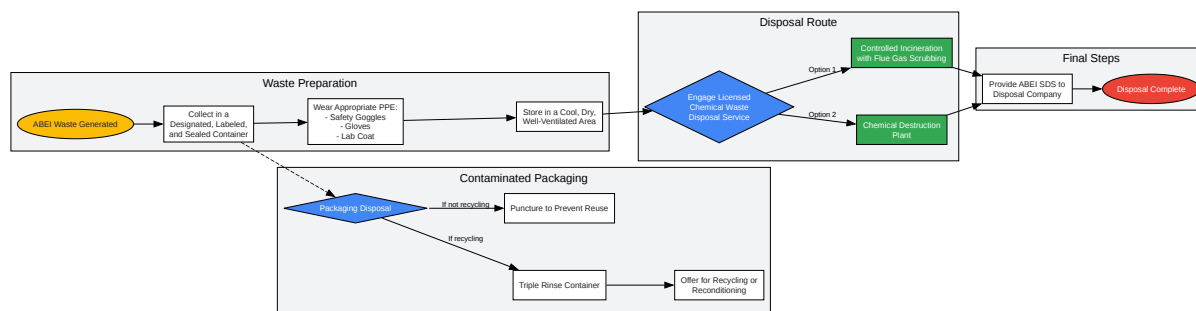 Waste Preparation
ABEI Waste Generated
Collect in a
Designated, Labeled,
and Sealed Container
Wear Appropriate PPE:
- Safety Goggles
- Gloves
- Lab Coat
Store in a Cool, Dry,
Well-Ventilated Area
Disposal Route
Engage Licensed
Chemical Waste
Disposal Service
Option 1
Controlled Incineration
with Flue Gas Scrubbing
Option 2
Chemical Destruction
Plant
Final Steps
Provide ABEI SDS to
Disposal Company
Disposal Complete
Contaminated Packaging
Packaging Disposal
If not recycling
Puncture to Prevent Reuse
If recycling
Triple Rinse Container
Offer for Recycling or
Reconditioning